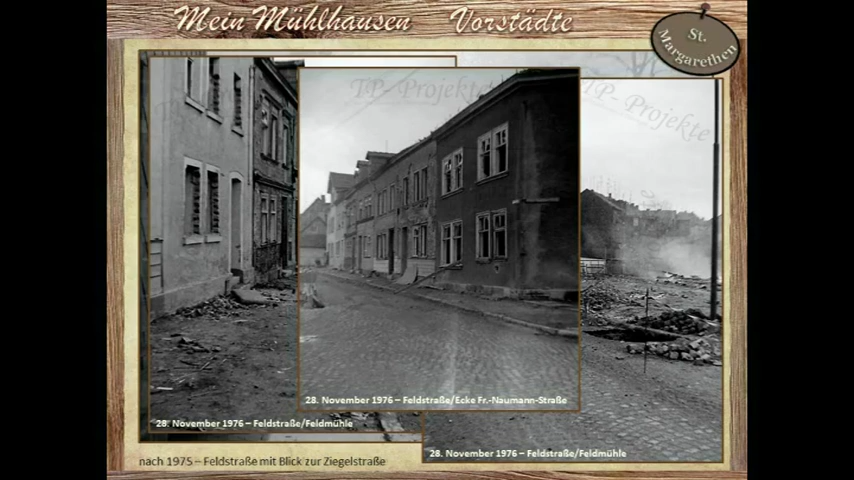 Mein Mühlhausen Vorstädte
St.
Margarethen
TP- Projekte
TP- Projekte
28. November 1976 – Feldstraße/Ecke Fr.-Naumann-Straße
28. November 1976 – Feldstraße/Feldmühle
28. November 1976 – Feldstraße/Feldmühle
nach 1975 – Feldstraße mit Blick zur Ziegelstraße